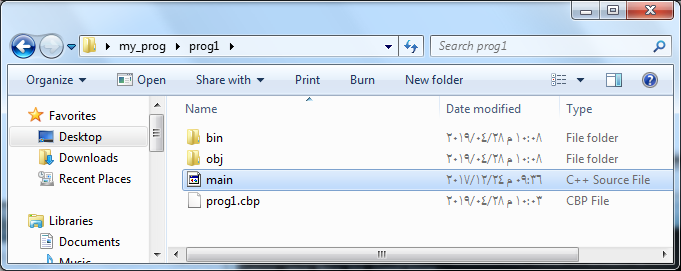 my_prog prog1
Search prog1
Organize Open Share with Print Burn New folder
Favorites
Desktop
Downloads
Recent Places
Libraries
Documents
Music
Name Date modified Type
bin ٢٠١٩/٠٤/٢٨ م ١٠:٠٨ File folder
obj ٢٠١٩/٠٤/٢٨ م ١٠:٠٨ File folder
main ٢٠١٧/١٢/٢٤ م ٠٩:٣٦ C++ Source File
prog1.cbp ٢٠١٩/٠٤/٢٨ م ١٠:٠٣ CBP File